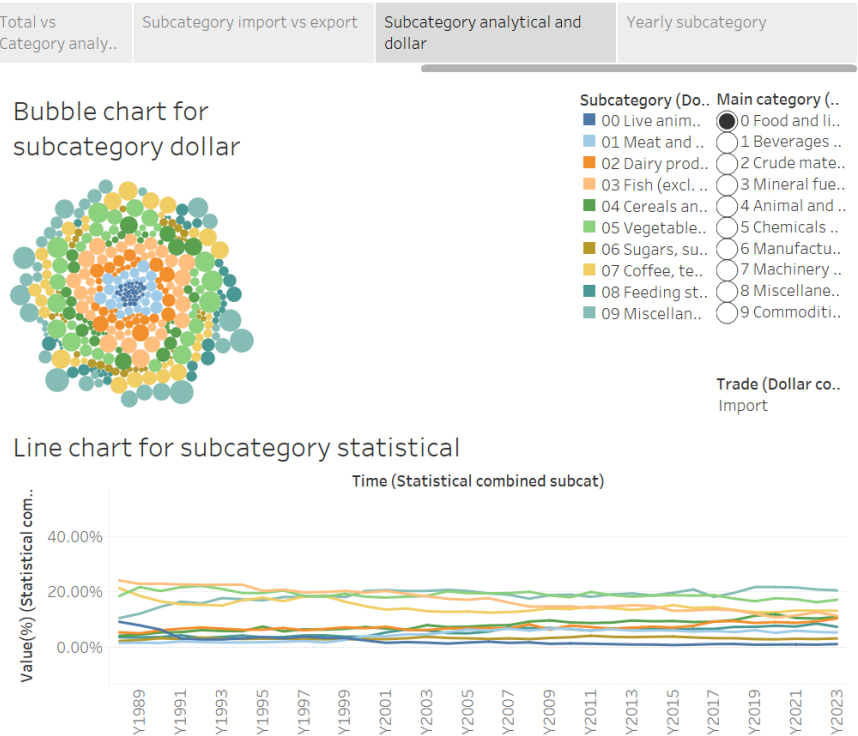 Total vs
Category analy..
Subcategory import vs export
Subcategory analytical and
dollar
Yearly subcategory
Bubble chart for
subcategory dollar
Subcategory (Do..
00 Live anim..
01 Meat and ..
02 Dairy prod..
03 Fish (excl. ..
04 Cereals an..
05 Vegetable..
06 Sugars, su..
07 Coffee, te..
08 Feeding st..
09 Miscellan..
Main category (..
0 Food and li..
1 Beverages ..
2 Crude mate..
3 Mineral fue..
4 Animal and ..
5 Chemicals ..
6 Manufactu..
7 Machinery ..
8 Miscellane..
9 Commoditi..
Trade (Dollar co..
Import
Line chart for subcategory statistical
Time (Statistical combined subcat)
Value(%) (Statistical com..
40.00%
20.00%
0.00%
Y1989
Y1991
Y1993
Y1995
Y1997
Y1999
Y2001
Y2003
Y2005
Y2007
Y2009
Y2011
Y2013
Y2015
Y2017
Y2019
Y2021
Y2023